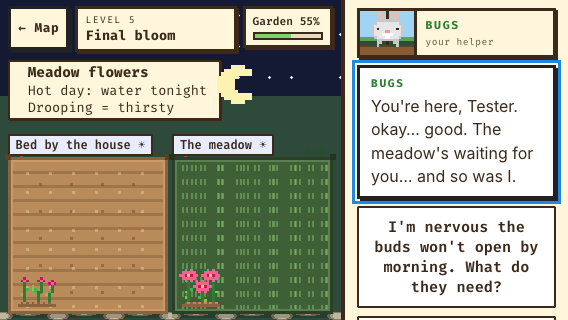 ← Map
LEVEL 5
Final bloom
Garden 55%
Meadow flowers
Hot day: water tonight
Drooping = thirsty
Bed by the house ☀
The meadow ☀
BUGS
your helper
BUGS
You're here, Tester.
okay... good. The
meadow's waiting for
you... and so was I.
I'm nervous the
buds won't open by
morning. What do
they need?